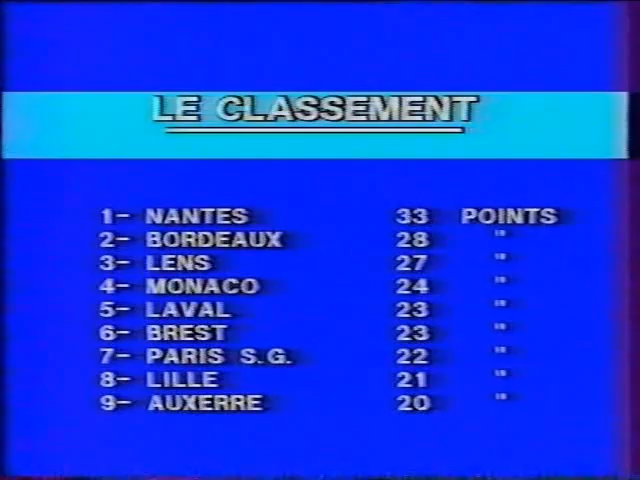 LE CLASSEMENT
1- NANTES 33 POINTS
2- BORDEAUX 28 "
3- LENS 27 "
4- MONACO 24 "
5- LAVAL 23 "
6- BREST 23 "
7- PARIS S.G. 22 "
8- LILLE 21 "
9- AUXERRE 20 "